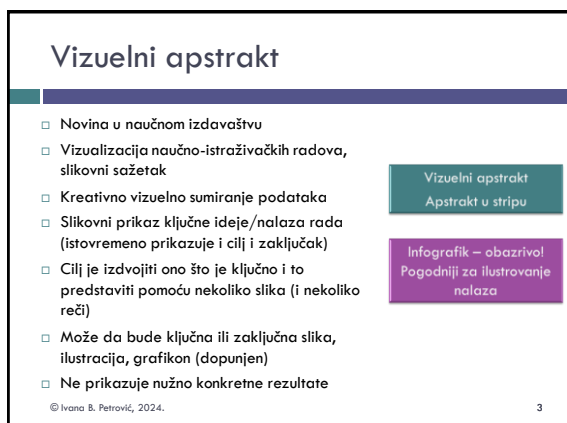 Vizuelni apstrakt
Novina u naučnom izdavaštvu
Vizualizacija naučno-istraživačkih radova,
slikovni sažetak
Kreativno vizuelno sumiranje podataka
Slikovni prikaz ključne ideje/nalaza rada
(istovremeno prikazuje i cilj i zaključak)
Cilj je izdvojiti ono što je ključno i to
predstaviti pomoću nekoliko slika (i nekoliko
reči)
Može da bude ključna ili zaključna slika,
ilustracija, grafikon (dopunjen)
Ne prikazuje nužno konkretne rezultate
Vizuelni apstrakt
Apstrakt u stripu
Infografik – obazrivo!
Pogodniji za ilustrovanje
nalaza
© Ivana B. Petrović, 2024.
3